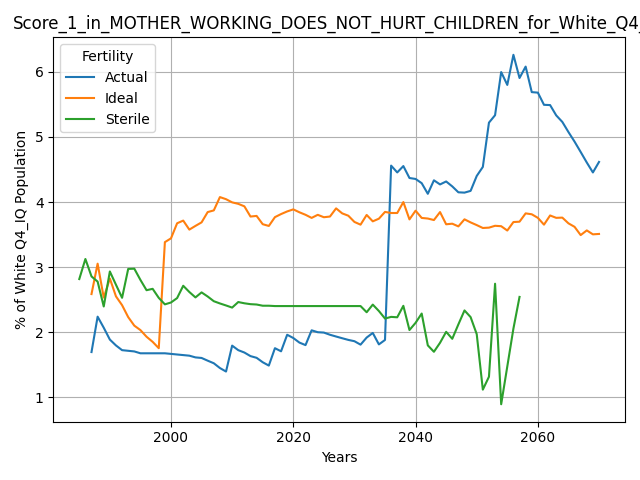 Score_1_in_MOTHER_WORKING_DOES_NOT_HURT_CHILDREN_for_White_Q4_
Fertility
Actual
Ideal
Sterile
% of White Q4_IQ Population
6
5
4
3
2
1
2000 2020 2040 2060
Years